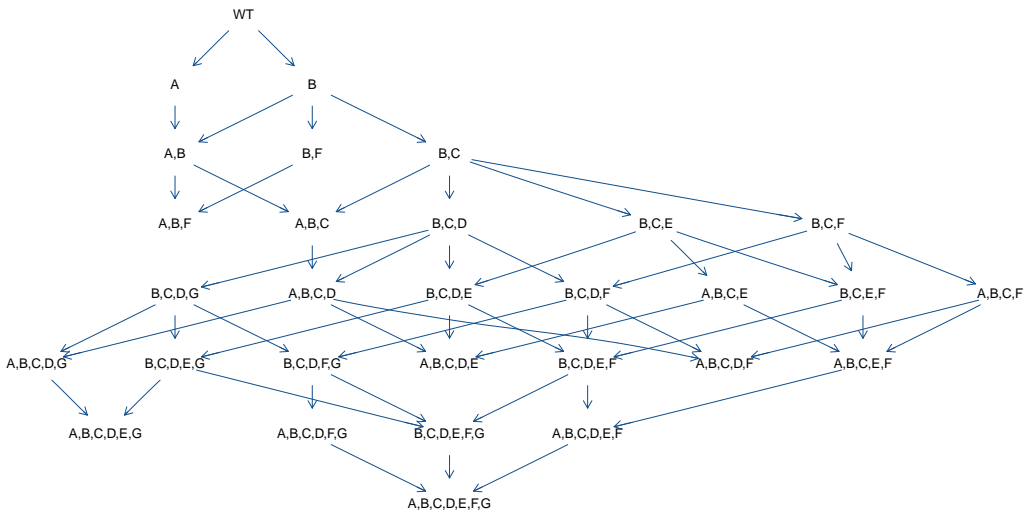 WT
A
B
A,B
B,F
B,C
A,B,F
A,B,C
B,C,D
B,C,E
B,C,F
B,C,D,G
A,B,C,D
B,C,D,E
B,C,D,F
A,B,C,E
B,C,E,F
A,B,C,F
A,B,C,D,G
B,C,D,E,G
B,C,D,F,G
A,B,C,D,E
B,C,D,E,F
A,B,C,D,F
A,B,C,E,F
A,B,C,D,E,G
A,B,C,D,F,G
B,C,D,E,F,G
A,B,C,D,E,F
A,B,C,D,E,F,G